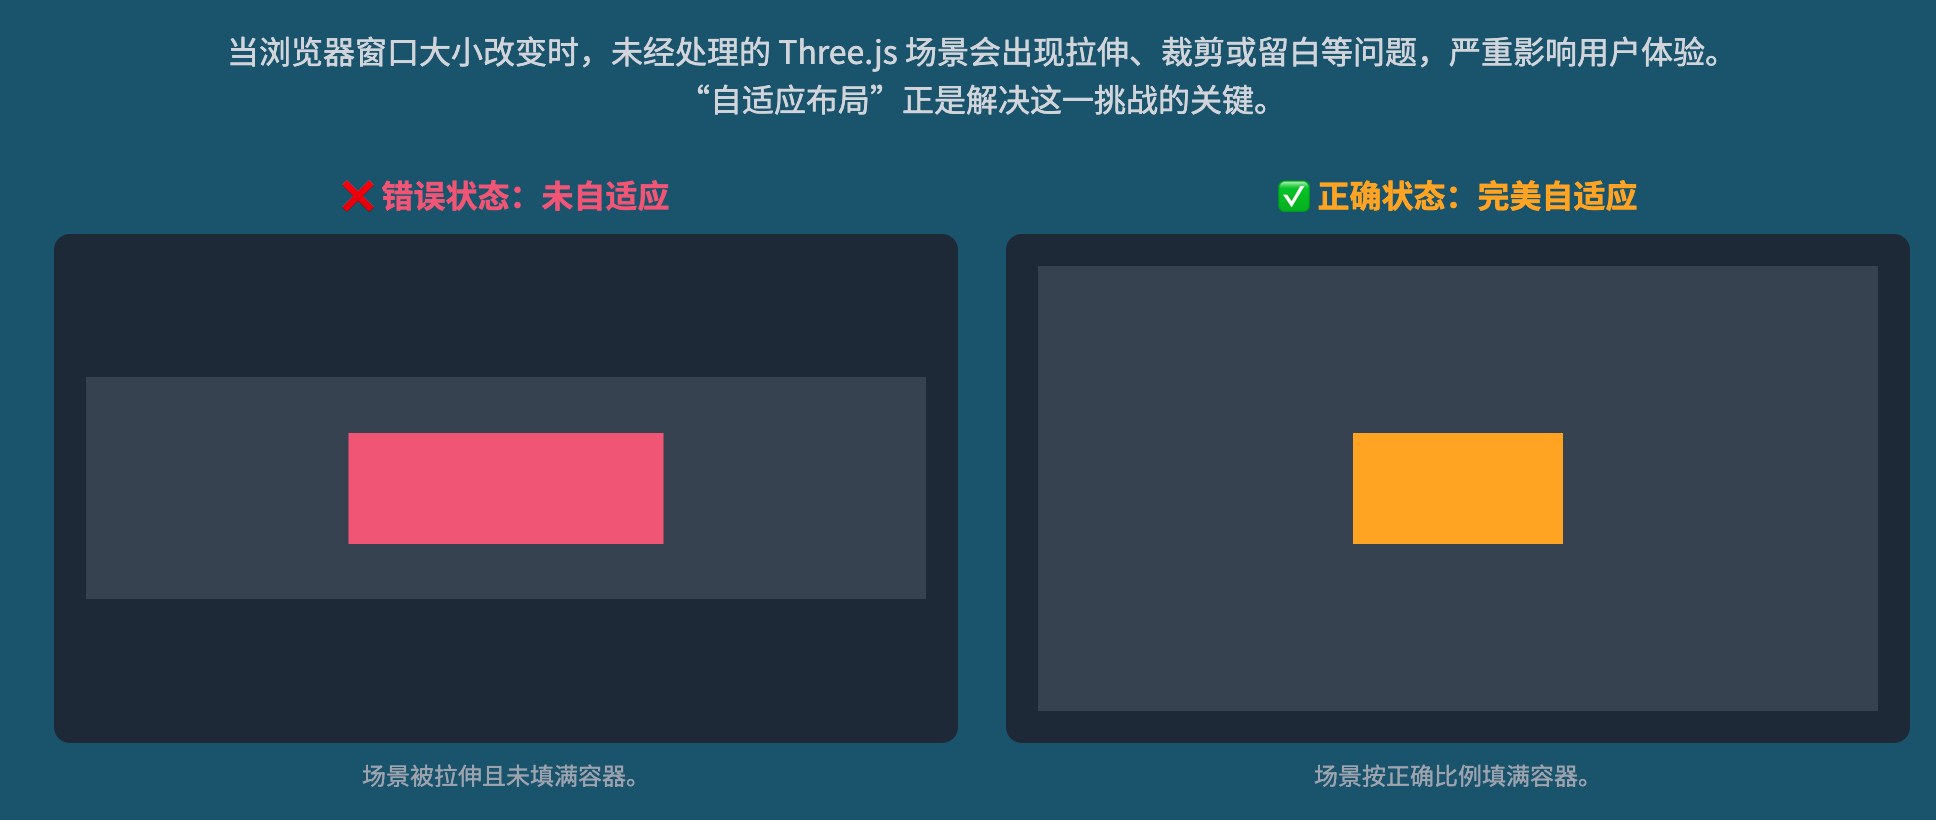 当浏览器窗口大小改变时，未经处理的 Three.js 场景会出现拉伸、裁剪或留白等问题，严重影响用户体验。
“自适应布局”正是解决这一挑战的关键。
❌ 错误状态：未自适应
✅ 正确状态：完美自适应
场景被拉伸且未填满容器。
场景按正确比例填满容器。